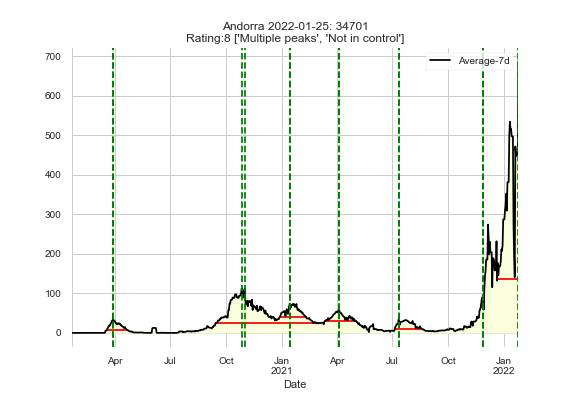 Andorra 2022-01-25: 34701
Rating:8 ['Multiple peaks', 'Not in control']
Average-7d
700
600
500
400
300
200
100
0
Apr Jul Oct Jan Apr Jul Oct Jan
2021 2022
Date